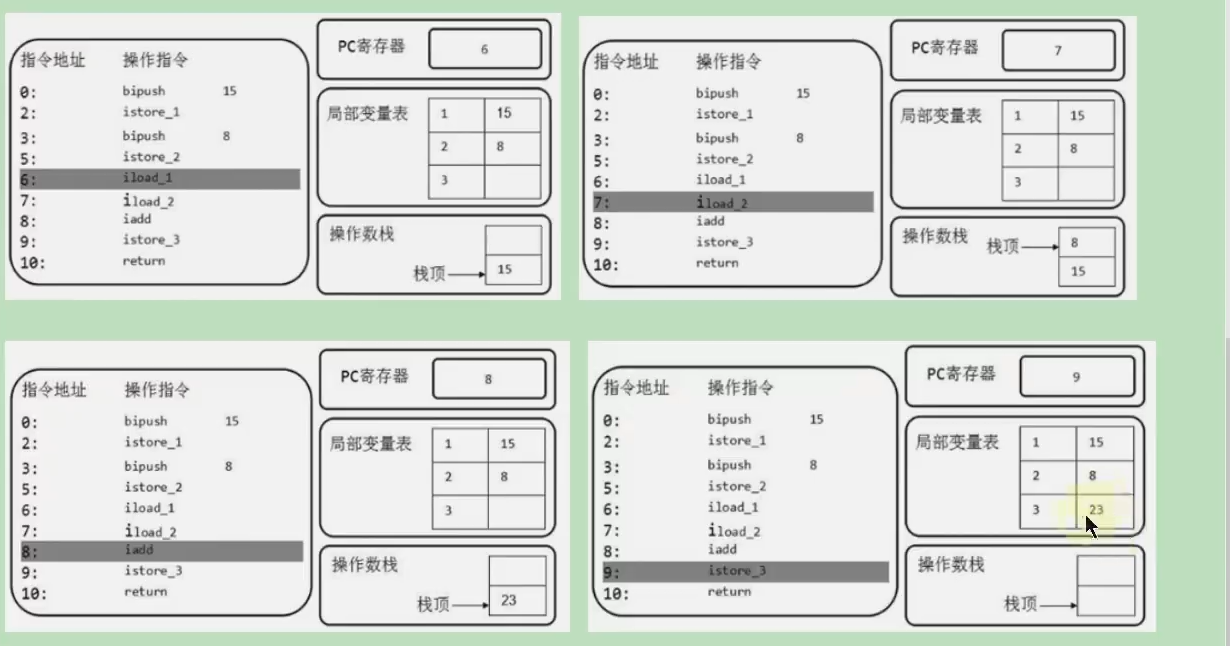 指令地址 操作指令
0: bipush 15
2: istore_1
3: bipush 8
5: istore_2
6: iload_1
7: iload_2
8: iadd
9: istore_3
10: return
PC寄存器 6
局部变量表
1 15
2 8
3
操作数栈
栈顶 15
指令地址 操作指令
0: bipush 15
2: istore_1
3: bipush 8
5: istore_2
6: iload_1
7: iload_2
8: iadd
9: istore_3
10: return
PC寄存器 7
局部变量表
1 15
2 8
3
操作数栈 栈顶 8
15
指令地址 操作指令
0: bipush 15
2: istore_1
3: bipush 8
5: istore_2
6: iload_1
7: iload_2
8: iadd
9: istore_3
10: return
PC寄存器 8
局部变量表
1 15
2 8
3
操作数栈
栈顶 23
指令地址 操作指令
0: bipush 15
2: istore_1
3: bipush 8
5: istore_2
6: iload_1
7: iload_2
8: iadd
9: istore_3
10: return
PC寄存器 9
局部变量表
1 15
2 8
3 23
操作数栈
栈顶